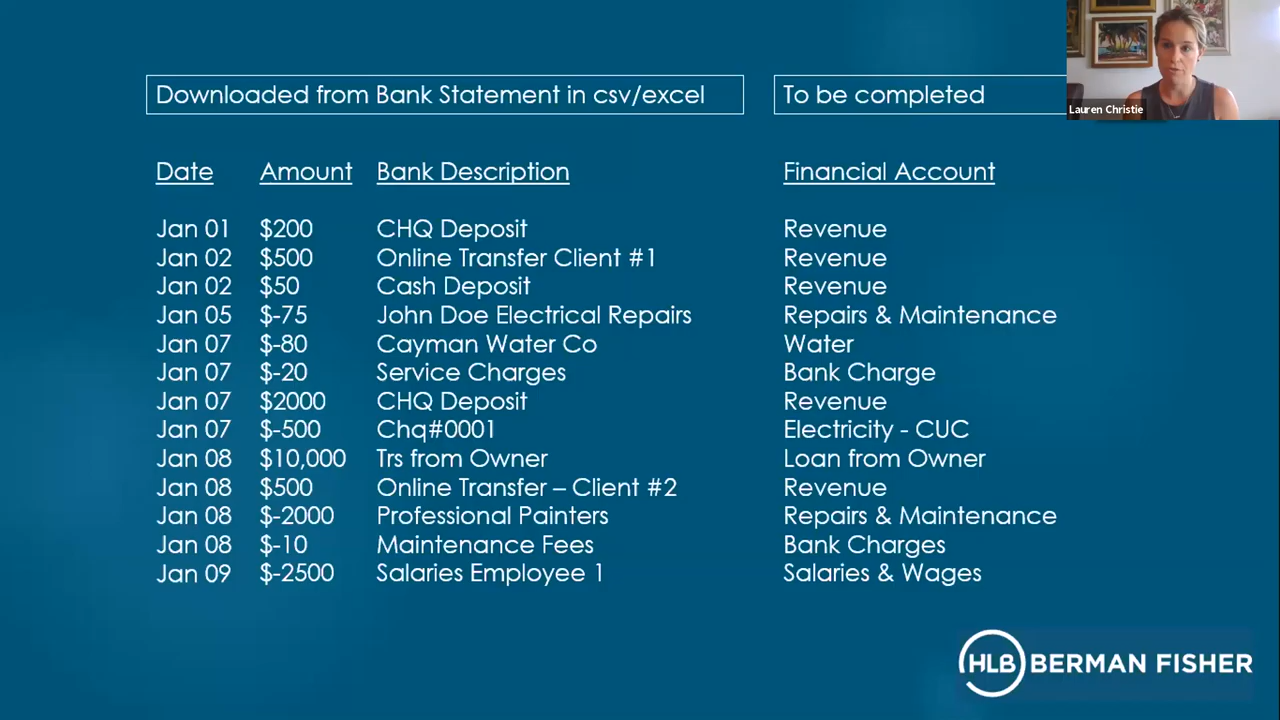 Downloaded from Bank Statement in csv/excel
To be completed
Lauren Christie
Date Amount Bank Description Financial Account
Jan 01 $200 CHQ Deposit Revenue
Jan 02 $500 Online Transfer Client #1 Revenue
Jan 02 $50 Cash Deposit Revenue
Jan 05 $-75 John Doe Electrical Repairs Repairs & Maintenance
Jan 07 $-80 Cayman Water Co Water
Jan 07 $-20 Service Charges Bank Charge
Jan 07 $2000 CHQ Deposit Revenue
Jan 07 $-500 Chq#0001 Electricity - CUC
Jan 08 $10,000 Trs from Owner Loan from Owner
Jan 08 $500 Online Transfer – Client #2 Revenue
Jan 08 $-2000 Professional Painters Repairs & Maintenance
Jan 08 $-10 Maintenance Fees Bank Charges
Jan 09 $-2500 Salaries Employee 1 Salaries & Wages
HLB BERMAN FISHER